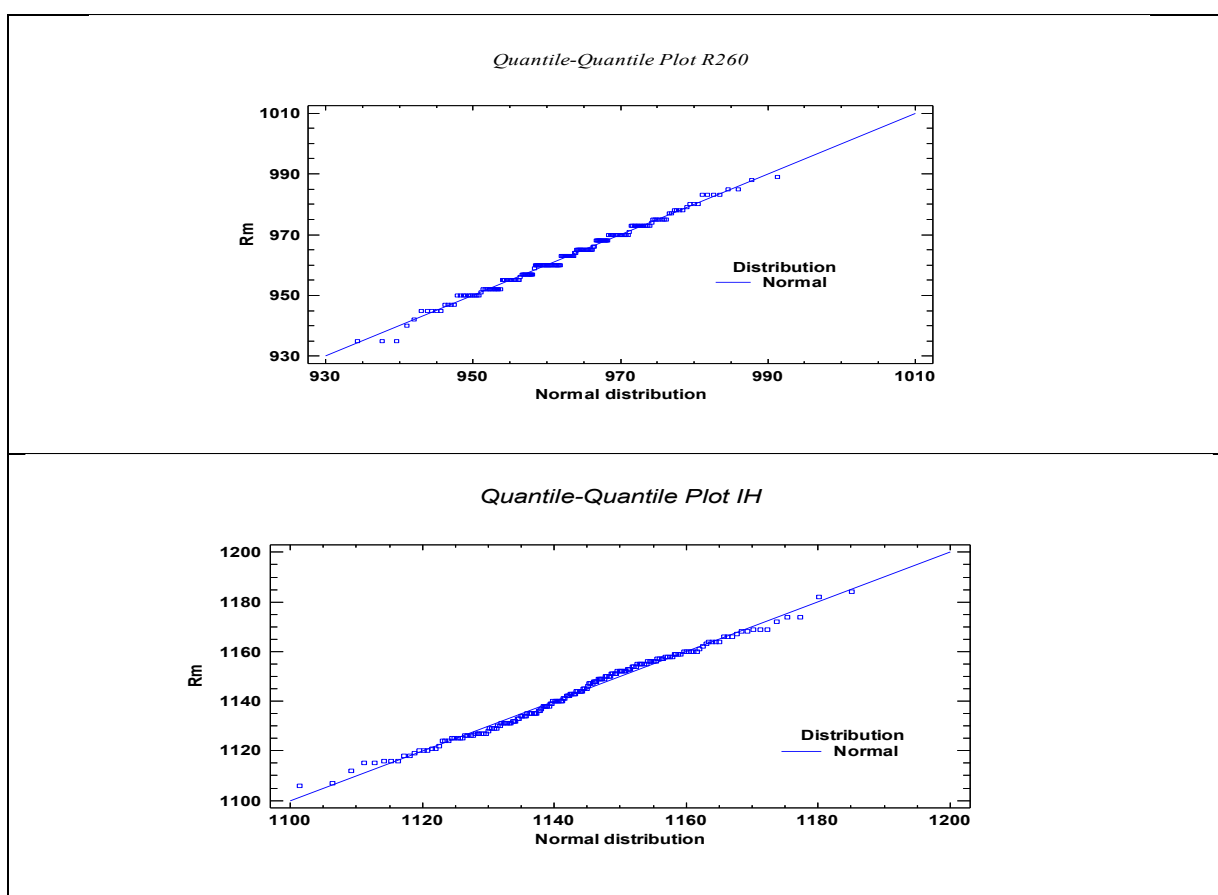 Quantile-Quantile Plot R260
1010
990
970
950
930
Rm
Distribution
Normal
930 950 970 990 1010
Normal distribution
Quantile-Quantile Plot IH
1200
1180
1160
1140
1120
1100
Rm
Distribution
Normal
1100 1120 1140 1160 1180 1200
Normal distribution